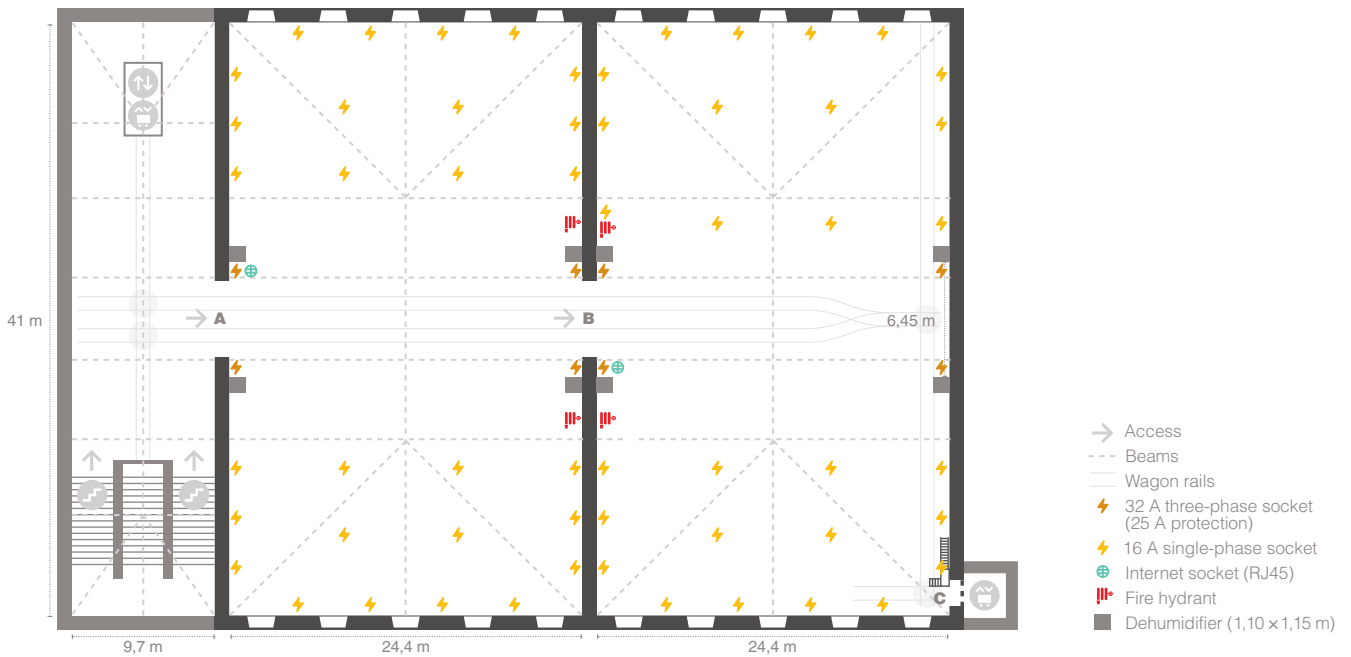 41 m
A
B
6,45 m
C
9,7 m
24,4 m
24,4 m
Access
Beams
Wagon rails
32 A three-phase socket
(25 A protection)
16 A single-phase socket
Internet socket (RJ45)
Fire hydrant
Dehumidifier (1,10 × 1,15 m)